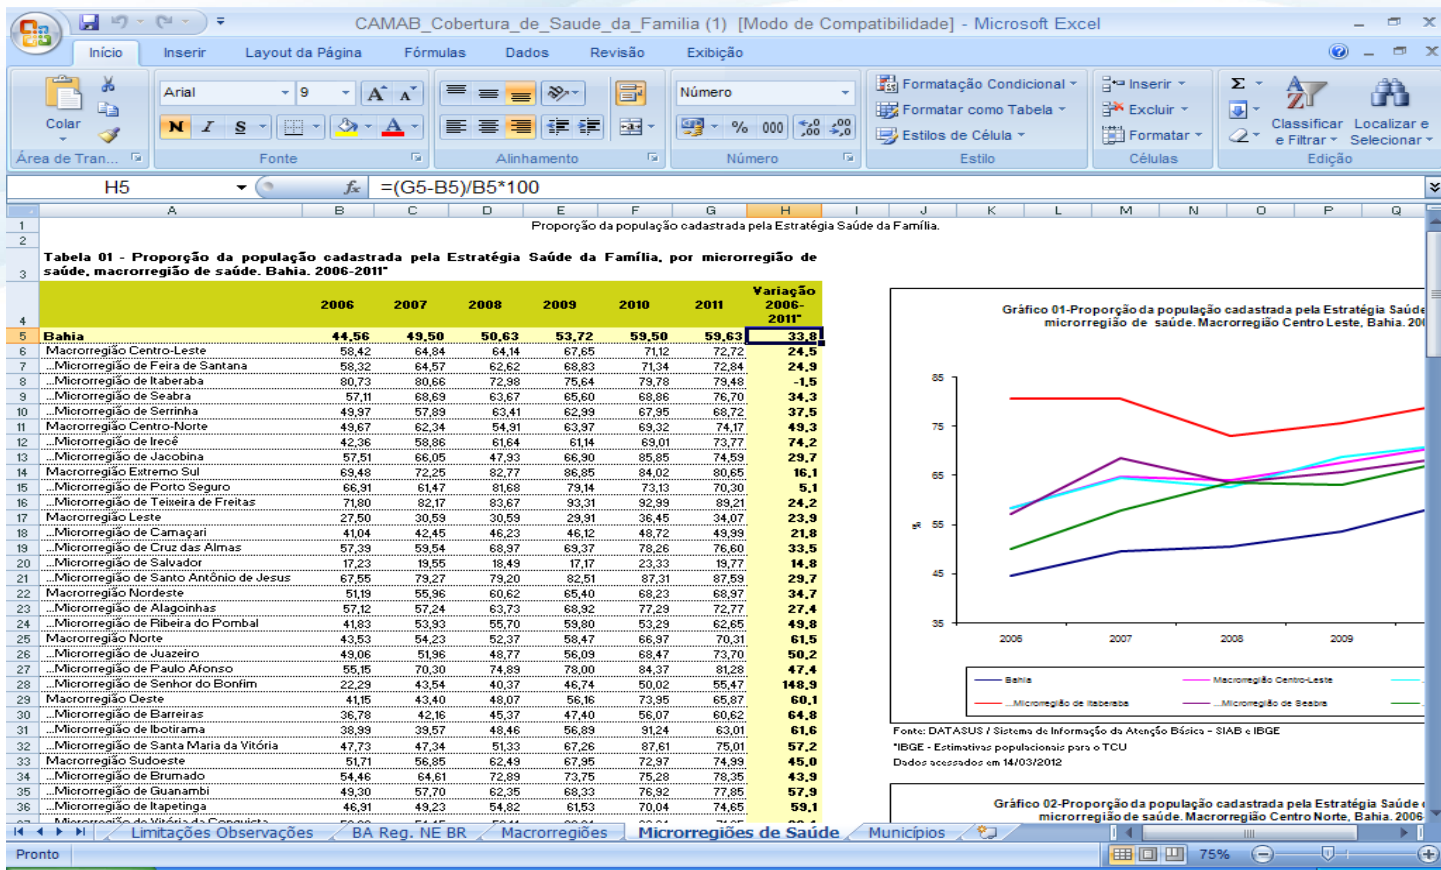 CAMAB_Cobertura_de_Saude_da_Familia (1) [Modo de Compatibilidade] - Microsoft Excel
Início Inserir Layout da Página Fórmulas Dados Revisão Exibição
Colar
Arial 9
N I S
A A
Número
% 000
Formatação Condicional
Formatar como Tabela
Estilos de Célula
Inserir
Excluir
Formatar
Σ
Classificar e Filtrar
Localizar e Selecionar
Área de Tran... Fonte Alinhamento Número Estilo Células Edição
H5 fx =(G5-B5)/B5*100
A B C D E F G H I J K L M N O P Q
1 Proporção da população cadastrada pela Estratégia Saúde da Família.
2
Tabela 01 - Proporção da população cadastrada pela Estratégia Saúde da Família, por microrregião de
3 saúde, macrorregião de saúde. Bahia. 2006-2011*
4 2006 2007 2008 2009 2010 2011 Variação 2006-2011*
5 Bahia 44,56 49,50 50,63 53,72 59,50 59,63 33,8
6 Macrorregião Centro-Leste 58,42 64,84 64,14 67,65 71,12 72,72 24,5
7 ...Microrregião de Feira de Santana 58,32 64,57 62,62 68,83 71,34 72,84 24,9
8 ...Microrregião de Itaberaba 80,73 80,66 72,98 75,64 79,78 79,48 -1,5
9 ...Microrregião de Seabra 57,11 68,69 63,67 65,60 68,86 76,70 34,3
10 ...Microrregião de Serrinha 49,97 57,89 63,41 62,99 67,95 68,72 37,5
11 Macrorregião Centro-Norte 49,67 62,34 54,91 63,97 69,32 74,17 49,3
12 ...Microrregião de Irecê 42,36 58,86 61,64 61,14 69,01 73,77 74,2
13 ...Microrregião de Jacobina 57,51 66,05 47,93 66,90 85,85 74,59 29,7
14 Macrorregião Extremo Sul 69,48 72,25 82,77 86,85 84,02 80,65 16,1
15 ...Microrregião de Porto Seguro 66,91 61,47 81,68 79,14 73,13 70,30 5,1
16 ...Microrregião de Teixeira de Freitas 71,80 82,17 83,67 93,31 92,99 89,21 24,2
17 Macrorregião Leste 27,50 30,59 30,59 29,91 36,45 34,07 23,9
18 ...Microrregião de Camaçari 41,04 42,45 46,23 46,12 48,72 49,99 21,8
19 ...Microrregião de Cruz das Almas 57,39 59,54 68,97 69,37 78,26 76,60 33,5
20 ...Microrregião de Salvador 17,23 19,55 18,49 17,17 23,33 19,77 14,8
21 ...Microrregião de Santo Antônio de Jesus 67,55 79,27 79,20 82,51 87,31 87,59 29,7
22 Macrorregião Nordeste 51,19 55,96 60,62 65,40 68,23 68,97 34,7
23 ...Microrregião de Alagoinhas 57,12 57,24 63,73 68,92 77,29 72,77 27,4
24 ...Microrregião de Ribeira do Pombal 41,83 53,93 55,70 59,80 53,29 62,65 49,8
25 Macrorregião Norte 43,53 54,23 52,37 58,47 66,97 70,31 61,5
26 ...Microrregião de Juazeiro 49,06 51,96 48,77 56,09 68,47 73,70 50,2
27 ...Microrregião de Paulo Afonso 55,15 70,30 74,89 78,00 84,37 81,28 47,4
28 ...Microrregião de Senhor do Bonfim 22,29 43,54 40,37 46,74 50,02 55,47 148,9
29 Macrorregião Oeste 41,15 43,40 48,07 56,16 73,95 65,87 60,1
30 ...Microrregião de Barreiras 36,78 42,16 45,37 47,40 56,07 60,62 64,8
31 ...Microrregião de Ibotirama 38,99 39,57 48,46 56,89 91,24 63,01 61,6
32 ...Microrregião de Santa Maria da Vitória 47,73 47,34 51,33 67,26 87,61 75,01 57,2
33 Macrorregião Sudoeste 51,71 56,85 62,49 67,95 72,97 74,99 45,0
34 ...Microrregião de Brumado 54,46 64,61 72,89 73,75 75,28 78,35 43,9
35 ...Microrregião de Guanambi 49,30 57,70 62,35 68,33 76,92 77,85 57,9
36 ...Microrregião de Itapetinga 46,91 49,23 54,82 61,53 70,04 74,65 59,1
Gráfico 01-Proporção da população cadastrada pela Estratégia Saúde
microrregião de saúde. Macrorregião Centro Leste, Bahia. 20
85
75
65
%
55
45
35
2006 2007 2008 2009
Bahia Macrorregião Centro-Leste
...Microrregião de Itaberaba ...Microrregião de Seabra
Fonte: DATASUS / Sistema de Informação da Atenção Básica - SIAB e IBGE
*IBGE - Estimativas populacionais para o TCU
Dados acessados em 14/03/2012
Gráfico 02-Proporção da população cadastrada pela Estratégia Saúde
microrregião de saúde. Macrorregião Centro Norte, Bahia. 2006-
Limitações Observações BA Reg. NE BR Macrorregiões Microrregiões de Saúde Municípios
Pronto 75%